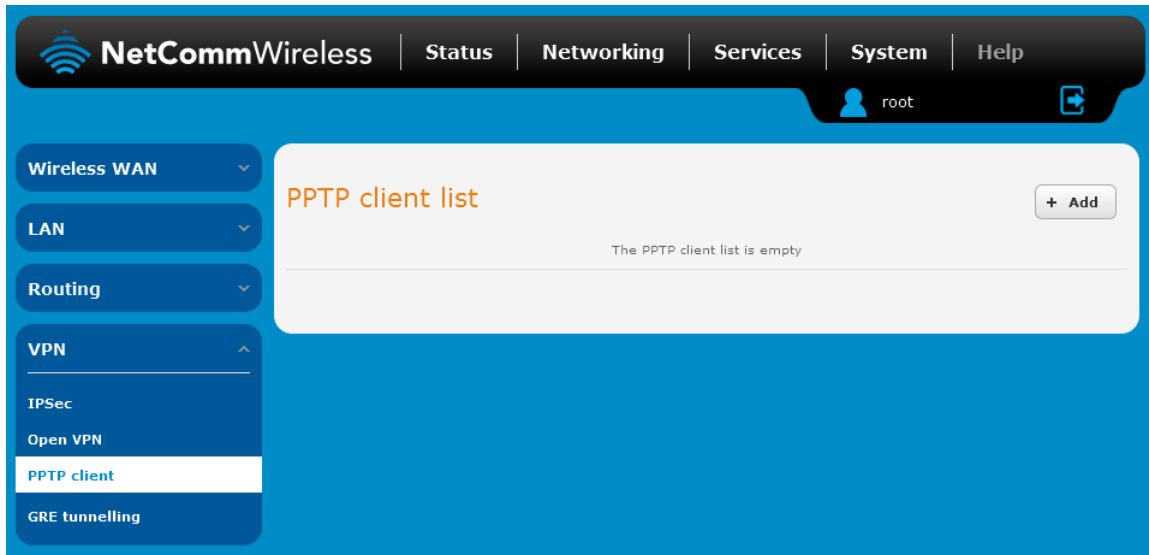 NetCommWireless
Status
Networking
Services
System
Help
root
Wireless WAN
LAN
Routing
VPN
IPSec
Open VPN
PPTP client
GRE tunnelling
PPTP client list
+ Add
The PPTP client list is empty